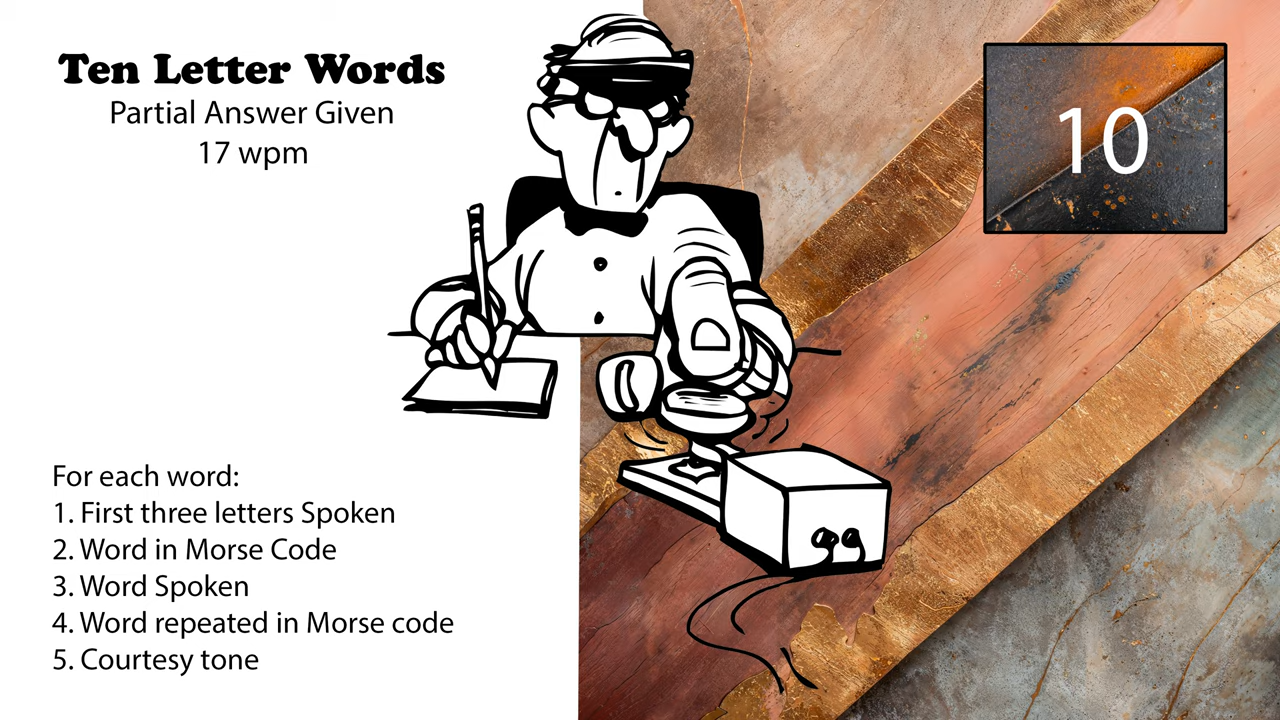 Ten Letter Words
Partial Answer Given
17 wpm
10
For each word:
1. First three letters Spoken
2. Word in Morse Code
3. Word Spoken
4. Word repeated in Morse code
5. Courtesy tone